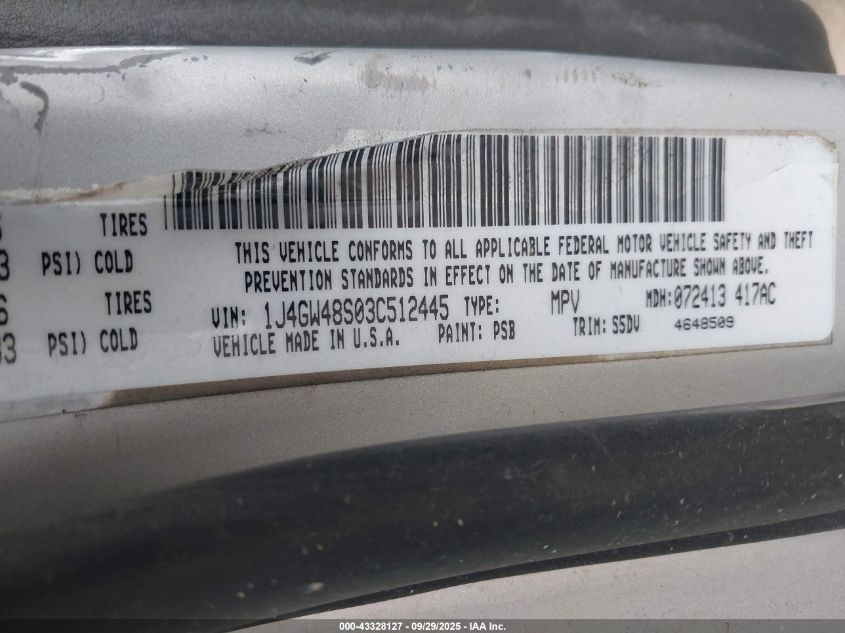 TIRES
PSI) COLD
TIRES
PSI) COLD
THIS VEHICLE CONFORMS TO ALL APPLICABLE FEDERAL MOTOR VEHICLE SAFETY AND THEFT
PREVENTION STANDARDS IN EFFECT ON THE DATE OF MANUFACTURE SHOWN ABOVE.
VIN: 1J4GW48S03C512445 TYPE: MPV MDH:072413 417AC
VEHICLE MADE IN U.S.A. PAINT: PSB TRIM: S5DV 4648509
000-43328127 - 09/29/2025 - IAA Inc.